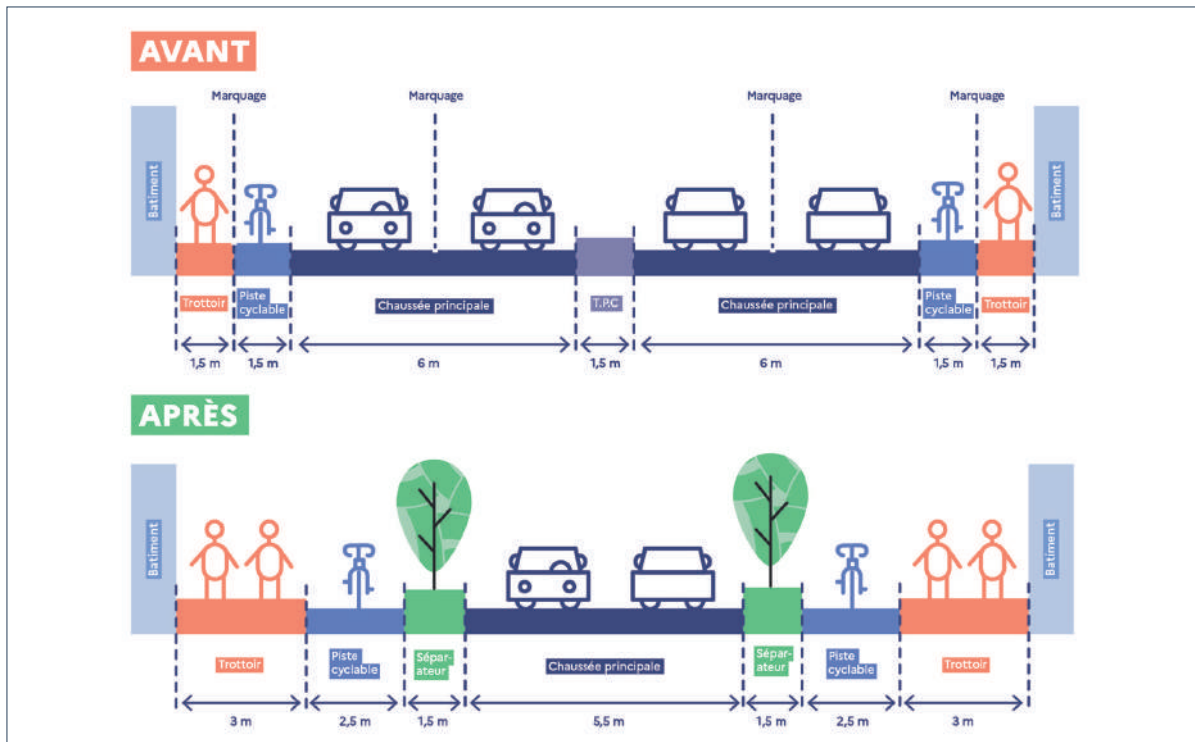 AVANT
Marquage Marquage Marquage Marquage
Batiment Batiment
Trottoir Piste cyclable Chaussée principale T.P.C Chaussée principale Piste cyclable Trottoir
1,5 m 1,5 m 6 m 1,5 m 6 m 1,5 m 1,5 m
APRÈS
Batiment Batiment
Trottoir Piste cyclable Sépar-ateur Chaussée principale Sépar-ateur Piste cyclable Trottoir
3 m 2,5 m 1,5 m 5,5 m 1,5 m 2,5 m 3 m